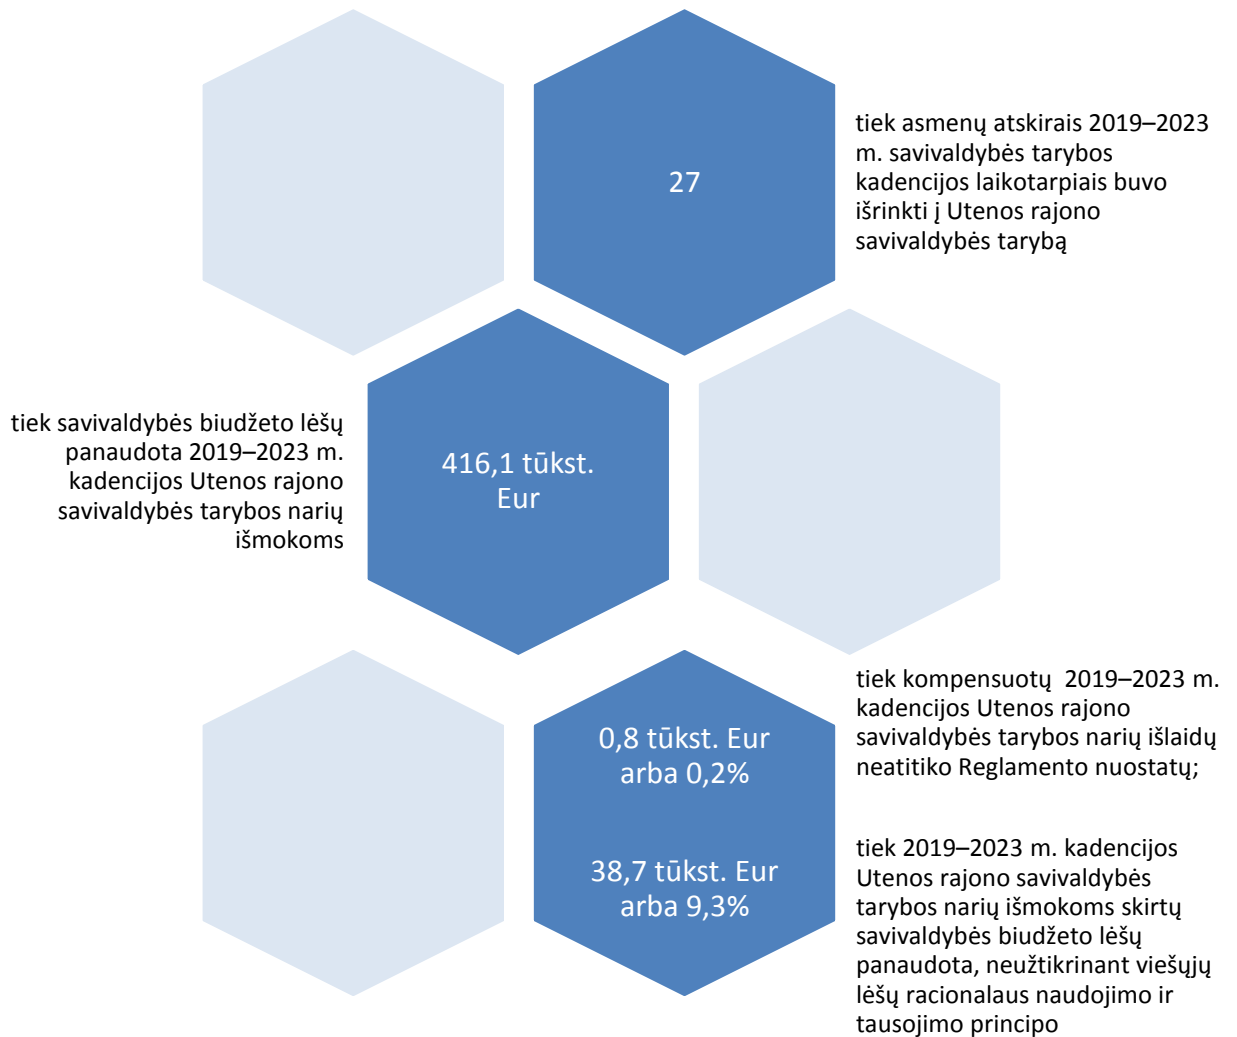 27
tiek asmenų atskirais 2019–2023
m. savivaldybės tarybos
kadencijos laikotarpiais buvo
išrinkti į Utenos rajono
savivaldybės tarybą
tiek savivaldybės biudžeto lėšų
panaudota 2019–2023 m.
kadencijos Utenos rajono
savivaldybės tarybos narių
išmokoms
416,1 tūkst.
Eur
0,8 tūkst. Eur
arba 0,2%
tiek kompensuotų  2019–2023 m.
kadencijos Utenos rajono
savivaldybės tarybos narių išlaidų
neatitiko Reglamento nuostatų;
38,7 tūkst. Eur
arba 9,3%
tiek 2019–2023 m. kadencijos
Utenos rajono savivaldybės
tarybos narių išmokoms skirtų
savivaldybės biudžeto lėšų
panaudota, neužtikrinant viešųjų
lėšų racionalaus naudojimo ir
tausojimo principo